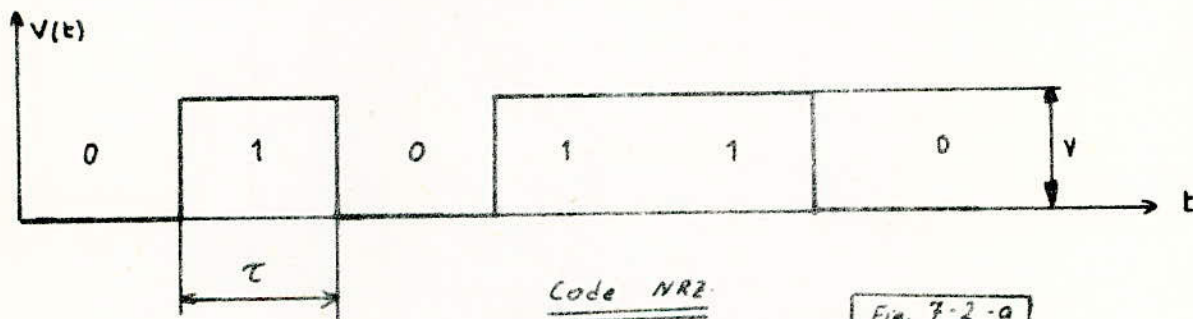 V(t)
0 1 0 1 1 0 V
t
τ
Code NRZ
Fig. 7-2-a